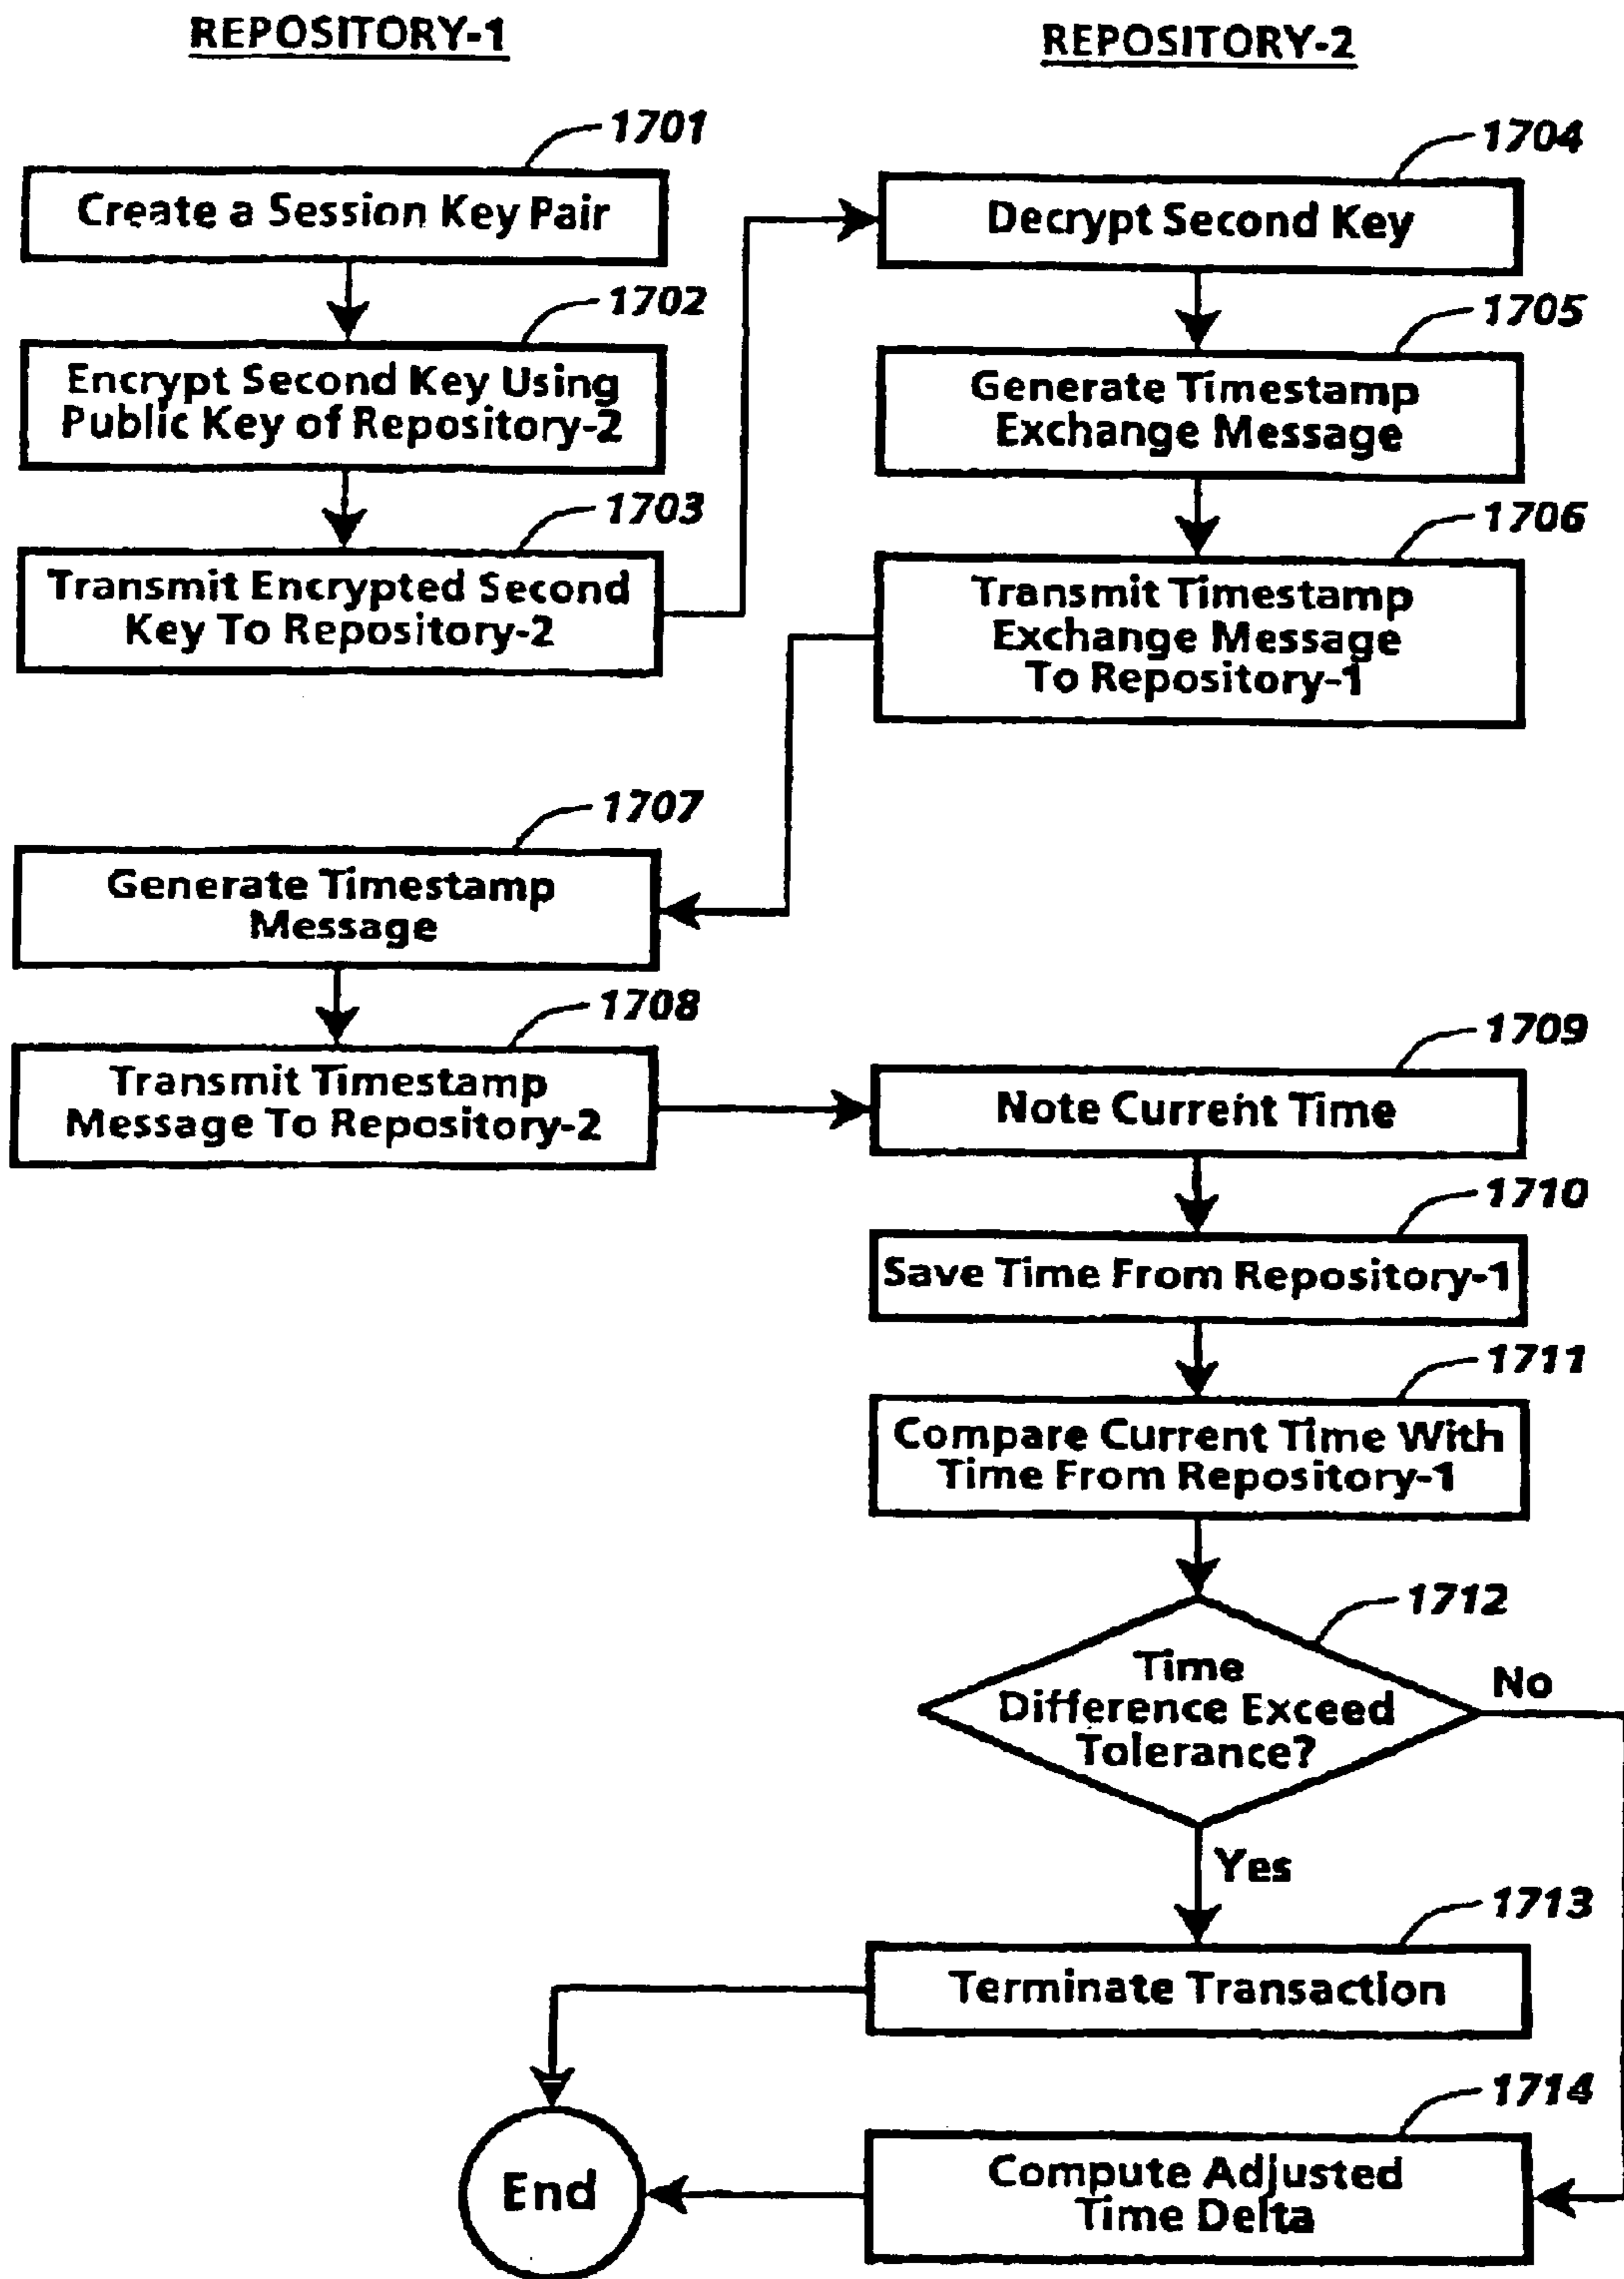 REPOSITORY-1
REPOSITORY-2
1701
Create a Session Key Pair
1702
Encrypt Second Key Using
Public Key of Repository-2
1703
Transmit Encrypted Second
Key To Repository-2
1704
Decrypt Second Key
1705
Generate Timestamp
Exchange Message
1706
Transmit Timestamp
Exchange Message
To Repository-1
1707
Generate Timestamp
Message
1708
Transmit Timestamp
Message To Repository-2
1709
Note Current Time
1710
Save Time From Repository-1
1711
Compare Current Time With
Time From Repository-1
1712
Time
Difference Exceed
Tolerance?
No
Yes
1713
Terminate Transaction
1714
Compute Adjusted
Time Delta
End